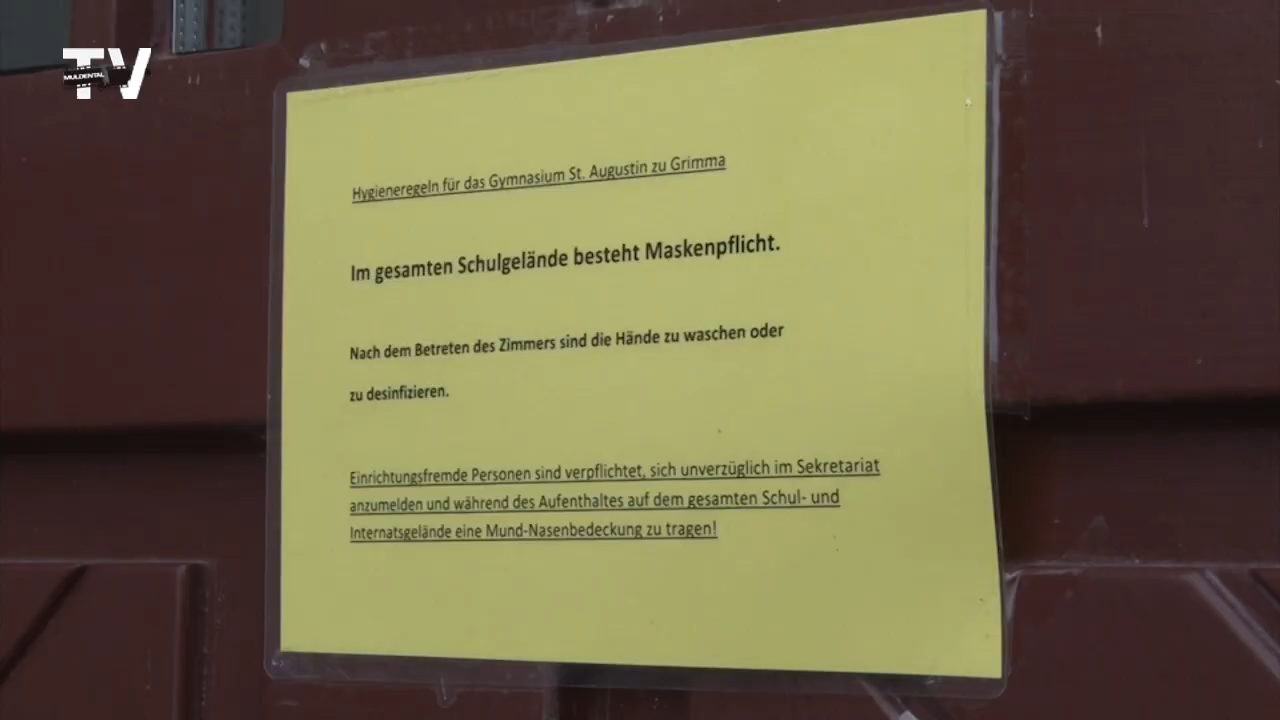 TV
MULDENTAL
Hygieneregeln für das Gymnasium St. Augustin zu Grimma
Im gesamten Schulgelände besteht Maskenpflicht.
Nach dem Betreten des Zimmers sind die Hände zu waschen oder
zu desinfizieren.
Einrichtungsfremde Personen sind verpflichtet, sich unverzüglich im Sekretariat
anzumelden und während des Aufenthaltes auf dem gesamten Schul- und
Internatsgelände eine Mund-Nasenbedeckung zu tragen!